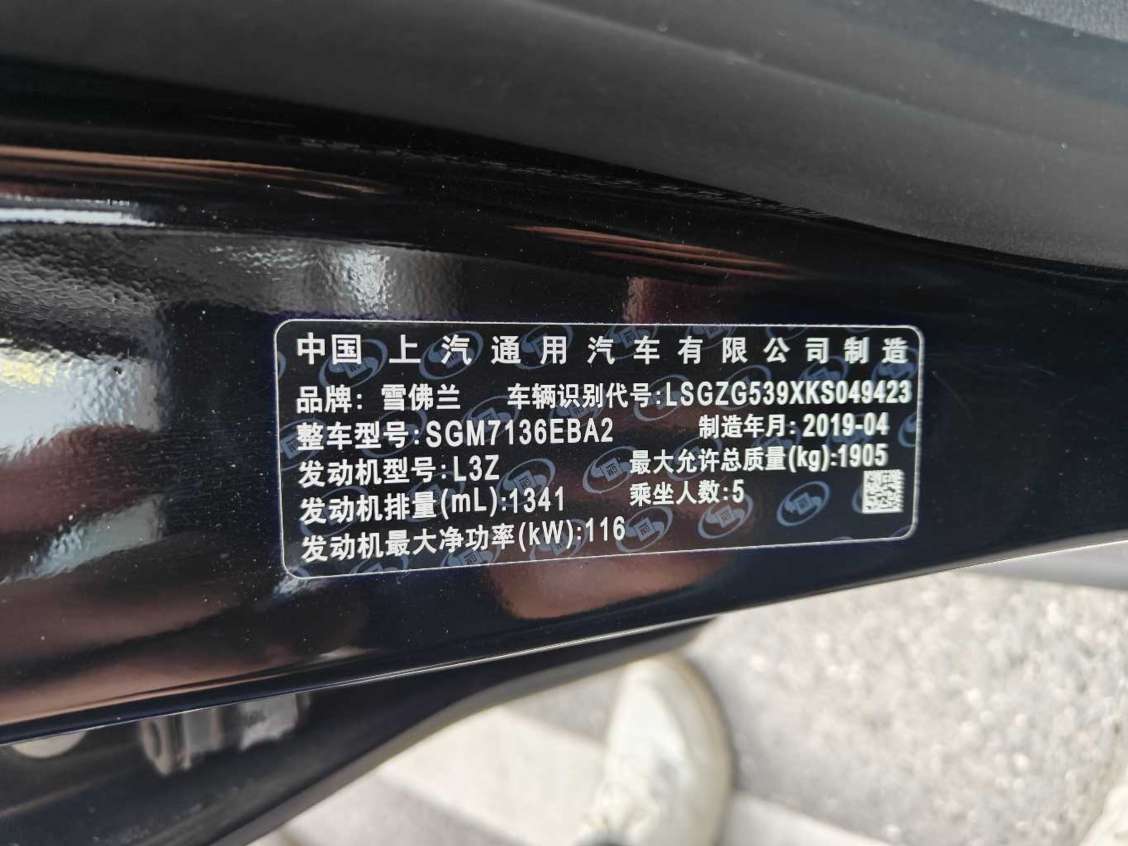 中国上汽通用汽车有限公司制造
品牌: 雪佛兰 车辆识别代号:LSGZG539XKS049423
整车型号:SGM7136EBA2 制造年月: 2019-04
发动机型号:L3Z 最大允许总质量(kg):1905
发动机排量(mL):1341 乘坐人数:5
发动机最大净功率(kW):116